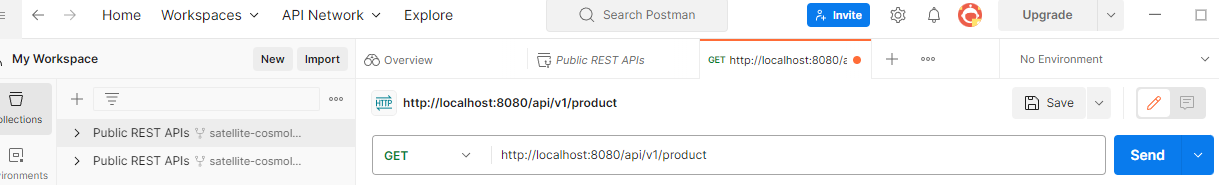 Home Workspaces API Network Explore Search Postman Invite Upgrade
My Workspace New Import Overview Public REST APIs GET http://localhost:8080/a No Environment
HTTP http://localhost:8080/api/v1/product Save
ollections
Public REST APIs satellite-cosmol...
GET http://localhost:8080/api/v1/product Send
Public REST APIs satellite-cosmol...
vironments